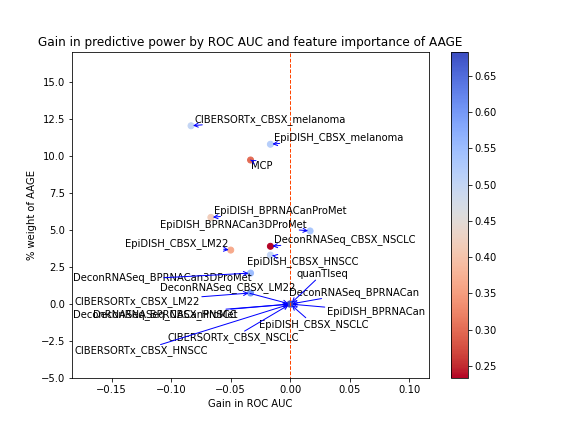 Gain in predictive power by ROC AUC and feature importance of AAGE
% weight of AAGE
15.0
12.5
10.0
7.5
5.0
2.5
0.0
−2.5
−5.0
CIBERSORTx_CBSX_melanoma
EpiDISH_CBSX_melanoma
MCP
EpiDISH_BPRNACanProMet
EpiDISH_BPRNACan3DProMet
DeconRNASeq_CBSX_NSCLC
EpiDISH_CBSX_LM22
EpiDISH_CBSX_HNSCC
quanTIseq
DeconRNASeq_BPRNACan3DProMet
DeconRNASeq_CBSX_LM22
DeconRNASeq_BPRNACan
CIBERSORTx_CBSX_LM22
EpiDISH_BPRNACan
DeconRNASeq_BPRNACanProMet
DeconRNASeq_CBSX_HNSCC
EpiDISH_CBSX_NSCLC
CIBERSORTx_CBSX_NSCLC
CIBERSORTx_CBSX_HNSCC
−0.15
−0.10
−0.05
0.00
0.05
0.10
Gain in ROC AUC
0.65
0.60
0.55
0.50
0.45
0.40
0.35
0.30
0.25